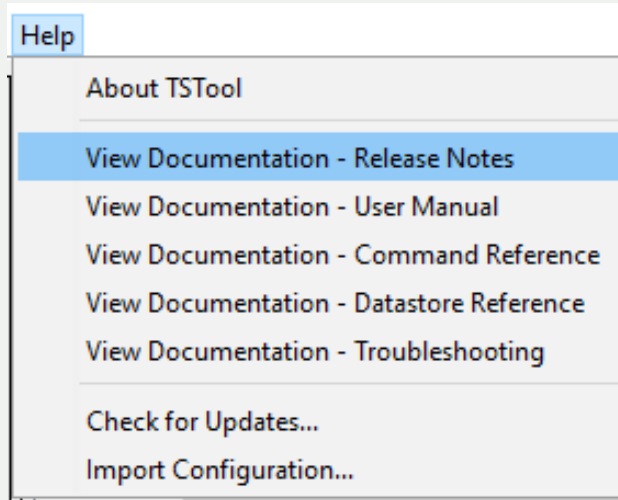 Help
About TSTool
View Documentation - Release Notes
View Documentation - User Manual
View Documentation - Command Reference
View Documentation - Datastore Reference
View Documentation - Troubleshooting
Check for Updates...
Import Configuration...